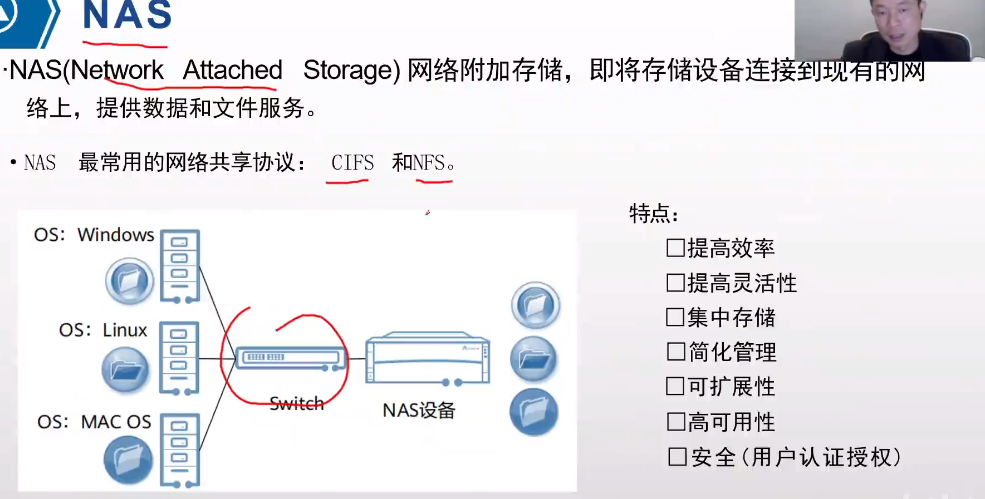 NAS
·NAS(Network Attached Storage) 网络附加存储，即将存储设备连接到现有的网
络上，提供数据和文件服务。
• NAS 最常用的网络共享协议： CIFS 和NFS。
OS：Windows
OS：Linux
OS：MAC OS
Switch
NAS设备
特点：
□提高效率
□提高灵活性
□集中存储
□简化管理
□可扩展性
□高可用性
□安全(用户认证授权)